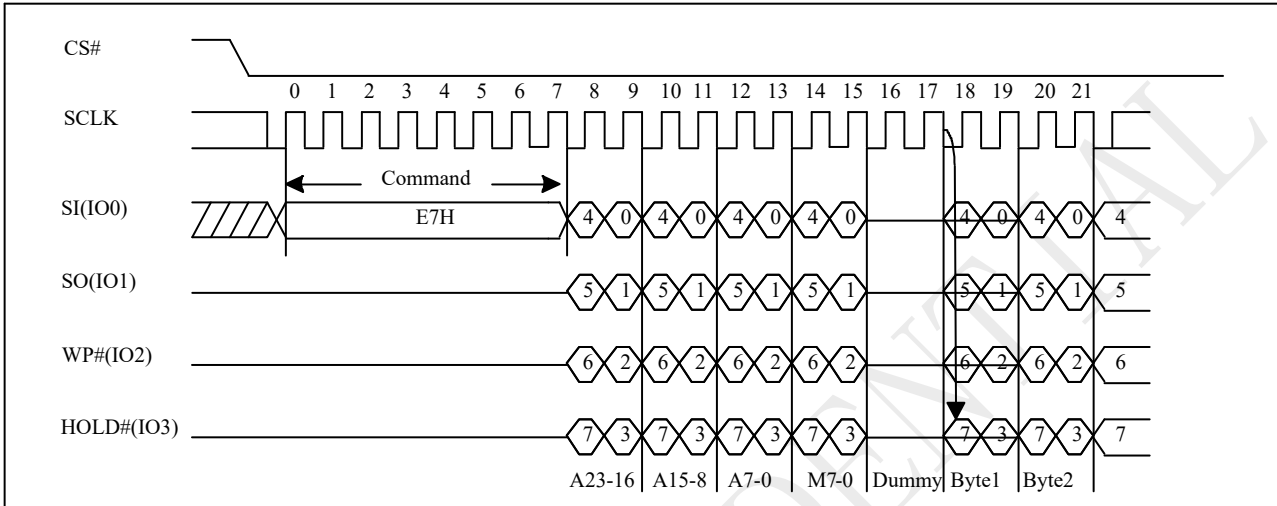 CS#
0 1 2 3 4 5 6 7 8 9 10 11 12 13 14 15 16 17 18 19 20 21
SCLK
Command
SI(IO0)
E7H 4 0 4 0 4 0 4 0 4 0 4 0 4
SO(IO1)
5 1 5 1 5 1 5 1 5 1 5 1 5
WP#(IO2)
6 2 6 2 6 2 6 2 6 2 6 2 6
HOLD#(IO3)
7 3 7 3 7 3 7 3 7 3 7 3 7
A23-16 A15-8 A7-0 M7-0 Dummy Byte1 Byte2
DENTIAL